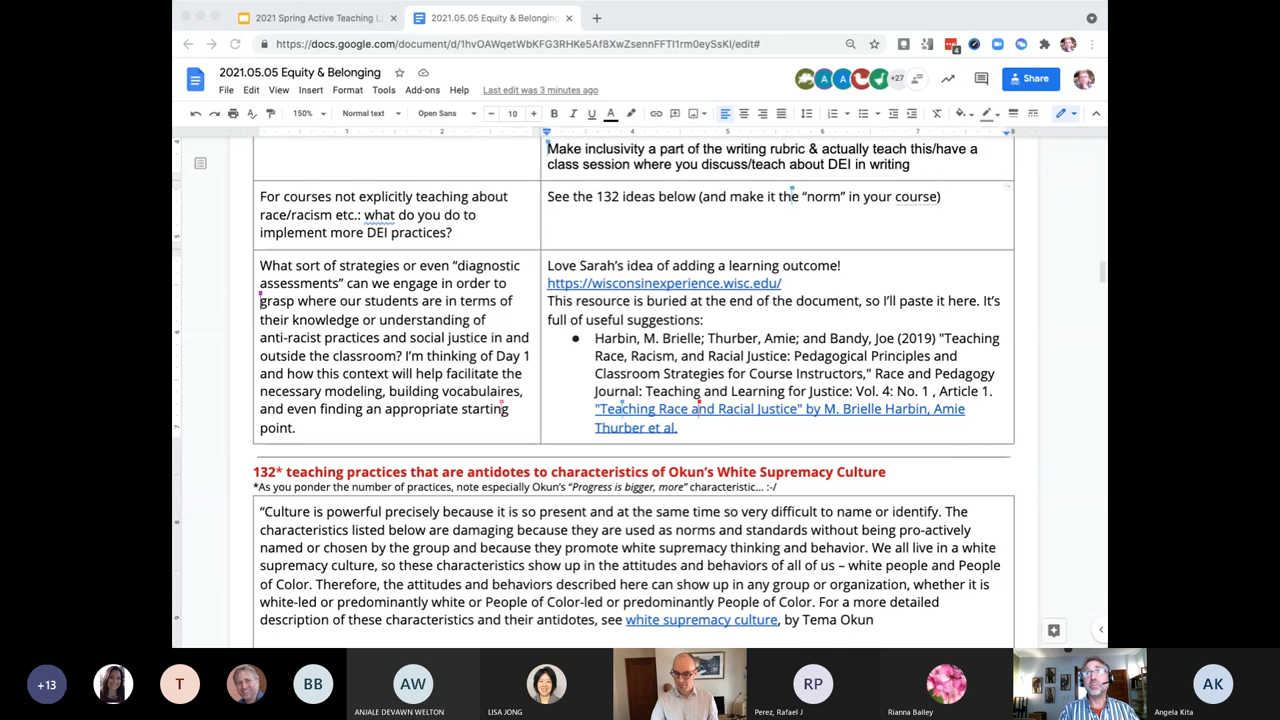 2021 Spring Active Teaching L
2021.05.05 Equity & Belonging
https://docs.google.com/document/d/1hvOAWqetWbKFG3RHKe5Af8XwZsennFFTI1rm0eySsKI/edit#
4
2021.05.05 Equity & Belonging
+27
Share
File Edit View Insert Format Tools Add-ons Help Last edit was 3 minutes ago
150% Normal text Open Sans 10 B I U A
1 2 3 4 5 6 7 8
Make inclusivity a part of the writing rubric & actually teach this/have a
class session where you discuss/teach about DEI in writing
For courses not explicitly teaching about
race/racism etc.: what do you do to
implement more DEI practices?
See the 132 ideas below (and make it the “norm” in your course)
What sort of strategies or even “diagnostic
assessments” can we engage in order to
grasp where our students are in terms of
their knowledge or understanding of
anti-racist practices and social justice in and
outside the classroom? I’m thinking of Day 1
and how this context will help facilitate the
necessary modeling, building vocabulaires,
and even finding an appropriate starting
point.
Love Sarah’s idea of adding a learning outcome!
https://wisconsinexperience.wisc.edu/
This resource is buried at the end of the document, so I’ll paste it here. It’s
full of useful suggestions:
● Harbin, M. Brielle; Thurber, Amie; and Bandy, Joe (2019) "Teaching
Race, Racism, and Racial Justice: Pedagogical Principles and
Classroom Strategies for Course Instructors," Race and Pedagogy
Journal: Teaching and Learning for Justice: Vol. 4: No. 1 , Article 1.
"Teaching Race and Racial Justice" by M. Brielle Harbin, Amie
Thurber et al.
132* teaching practices that are antidotes to characteristics of Okun’s White Supremacy Culture
*As you ponder the number of practices, note especially Okun’s “Progress is bigger, more” characteristic… :-/
“Culture is powerful precisely because it is so present and at the same time so very difficult to name or identify. The
characteristics listed below are damaging because they are used as norms and standards without being pro-actively
named or chosen by the group and because they promote white supremacy thinking and behavior. We all live in a white
supremacy culture, so these characteristics show up in the attitudes and behaviors of all of us – white people and People
of Color. Therefore, the attitudes and behaviors described here can show up in any group or organization, whether it is
white-led or predominantly white or People of Color-led or predominantly People of Color. For a more detailed
description of these characteristics and their antidotes, see white supremacy culture, by Tema Okun
+13 T BB AW RP AK
ANJALE DEVAWN WELTON LISA JONG Perez, Rafael J Rianna Bailey Angela Kita